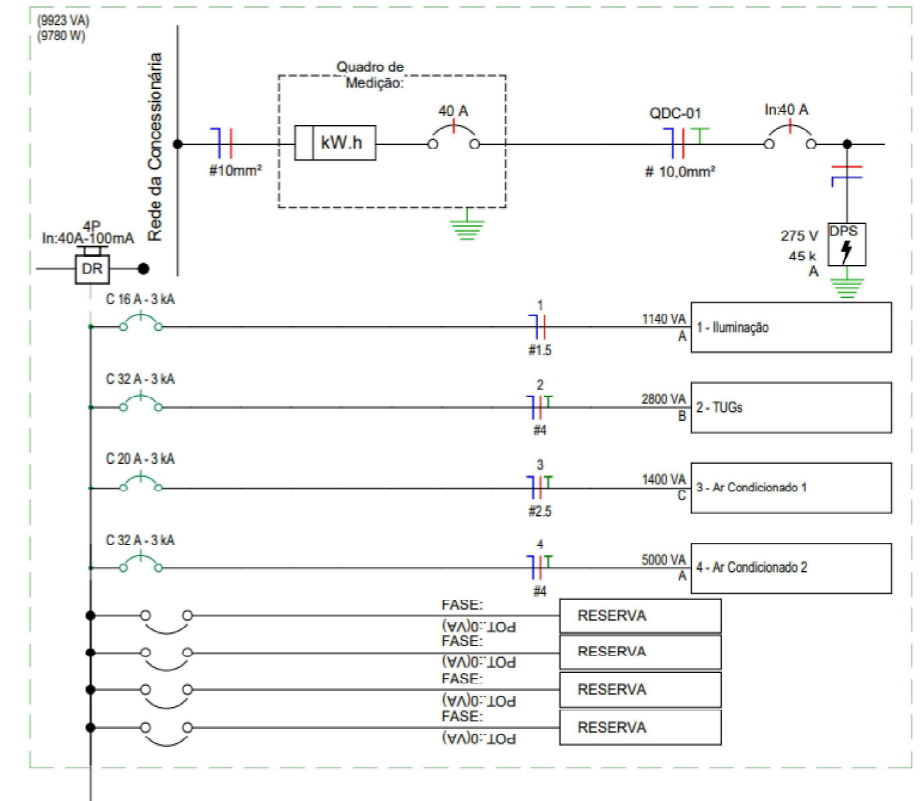 (9923 VA)
(9780 W)
Rede da Concessionária
Quadro de
Medição:
kW.h
40 A
#10mm²
QDC-01
# 10,0mm²
In:40 A
275 V
45 k
A
DPS
4P
In:40A-100mA
DR
C 16 A - 3 kA
1
#1.5
1140 VA
A
1 - Iluminação
C 32 A - 3 kA
2
#4
2800 VA
B
2 - TUGs
C 20 A - 3 kA
3
#2.5
1400 VA
C
3 - Ar Condicionado 1
C 32 A - 3 kA
4
#4
5000 VA
A
4 - Ar Condicionado 2
FASE:
POT.:0(VA)
RESERVA
FASE:
POT.:0(VA)
RESERVA
FASE:
POT.:0(VA)
RESERVA
FASE:
POT.:0(VA)
RESERVA